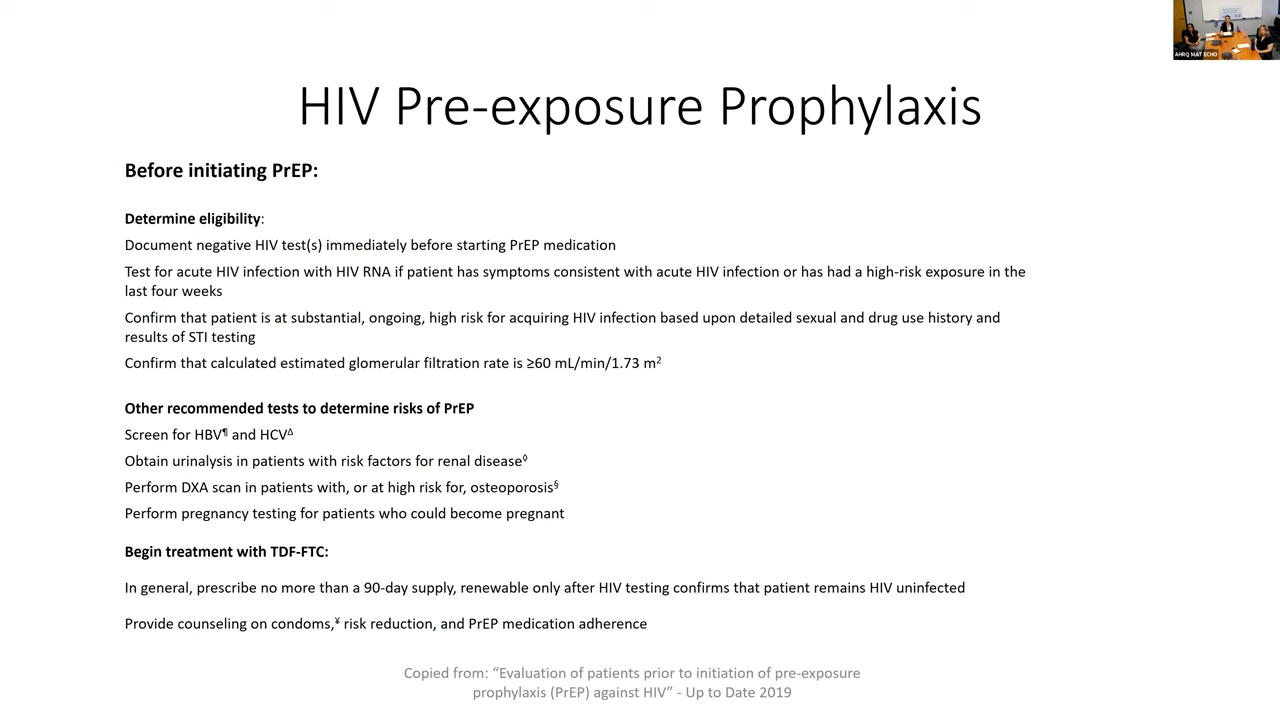 AHRQ MAT ECHO
HIV Pre-exposure Prophylaxis
Before initiating PrEP:
Determine eligibility:
Document negative HIV test(s) immediately before starting PrEP medication
Test for acute HIV infection with HIV RNA if patient has symptoms consistent with acute HIV infection or has had a high-risk exposure in the
last four weeks
Confirm that patient is at substantial, ongoing, high risk for acquiring HIV infection based upon detailed sexual and drug use history and
results of STI testing
Confirm that calculated estimated glomerular filtration rate is ≥60 mL/min/1.73 m²
Other recommended tests to determine risks of PrEP
Screen for HBV¶ and HCVΔ
Obtain urinalysis in patients with risk factors for renal disease◊
Perform DXA scan in patients with, or at high risk for, osteoporosis§
Perform pregnancy testing for patients who could become pregnant
Begin treatment with TDF-FTC:
In general, prescribe no more than a 90-day supply, renewable only after HIV testing confirms that patient remains HIV uninfected
Provide counseling on condoms,¥ risk reduction, and PrEP medication adherence
Copied from: “Evaluation of patients prior to initiation of pre-exposure
prophylaxis (PrEP) against HIV” - Up to Date 2019